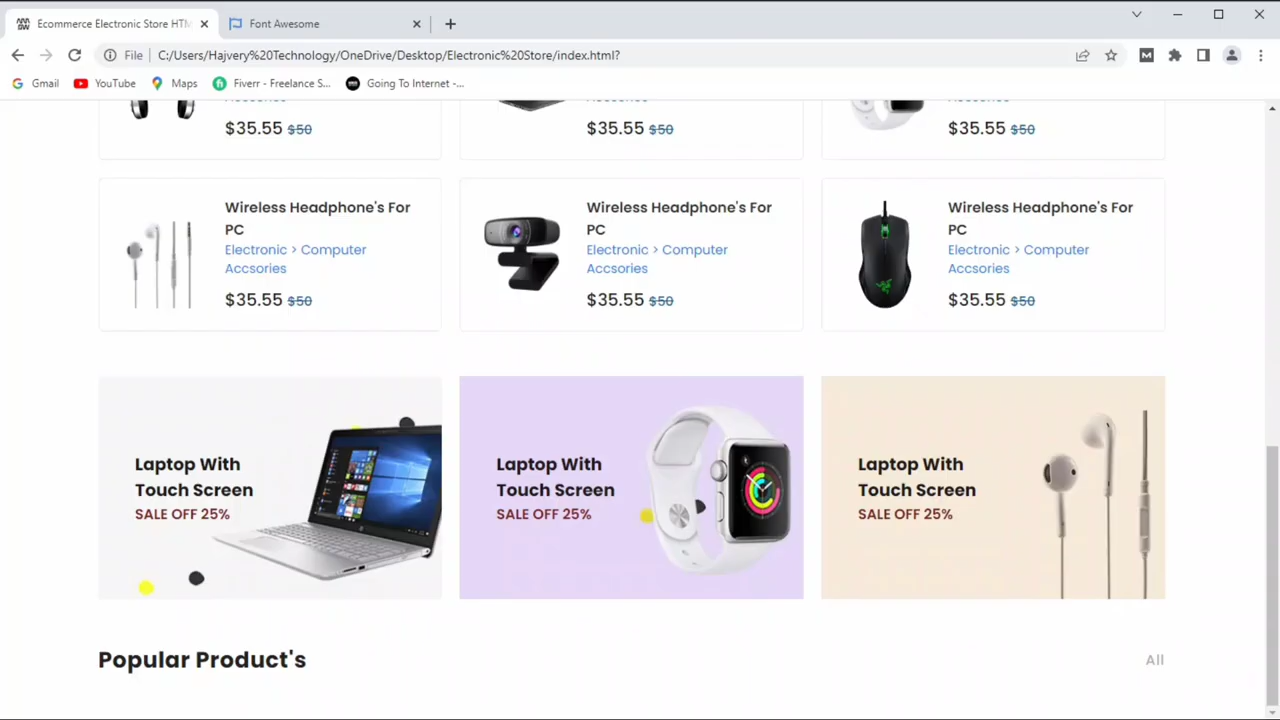 Ecommerce Electronic Store HTM
Font Awesome
File
C:/Users/Hajvery%20Technology/OneDrive/Desktop/Electronic%20Store/index.html?
Gmail
YouTube
Maps
Fiverr - Freelance S...
Going To Internet -...
$35.55 $50
$35.55 $50
$35.55 $50
Wireless Headphone's For
PC
Electronic > Computer
Accsories
$35.55 $50
Wireless Headphone's For
PC
Electronic > Computer
Accsories
$35.55 $50
Wireless Headphone's For
PC
Electronic > Computer
Accsories
$35.55 $50
Laptop With
Touch Screen
SALE OFF 25%
Laptop With
Touch Screen
SALE OFF 25%
Laptop With
Touch Screen
SALE OFF 25%
Popular Product's
All